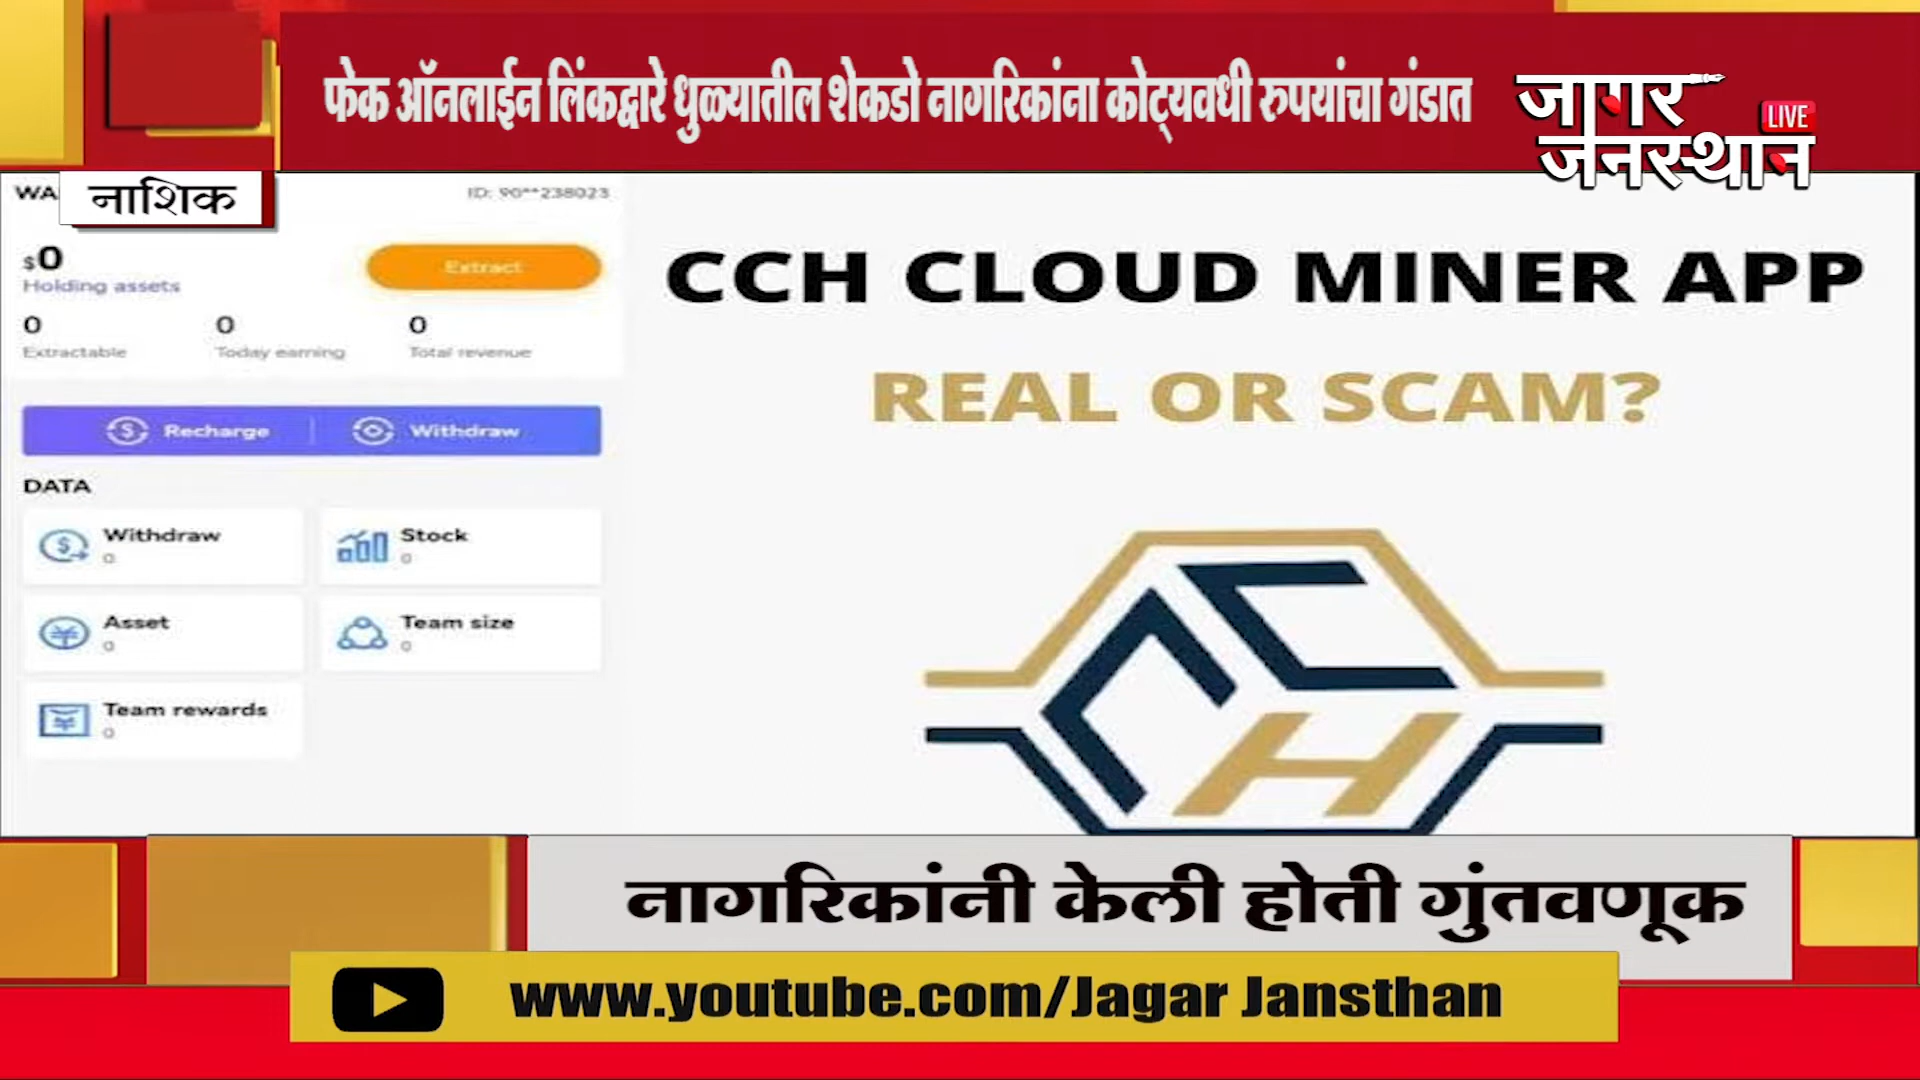 फेक ऑनलाईन लिंकद्वारे धुळ्यातील शेकडो नागरिकांना कोट्यवधी रुपयांचा गंडात
जागर
LIVE
जनस्थान
नाशिक
WA
ID: 90**238023
$0
Holding assets
Extract
0 0 0
Extractable Today earning Total revenue
Recharge Withdraw
DATA
Withdraw
0
Stock
0
Asset
0
Team size
0
Team rewards
0
CCH CLOUD MINER APP
REAL OR SCAM?
नागरिकांनी केली होती गुंतवणूक
www.youtube.com/Jagar Jansthan